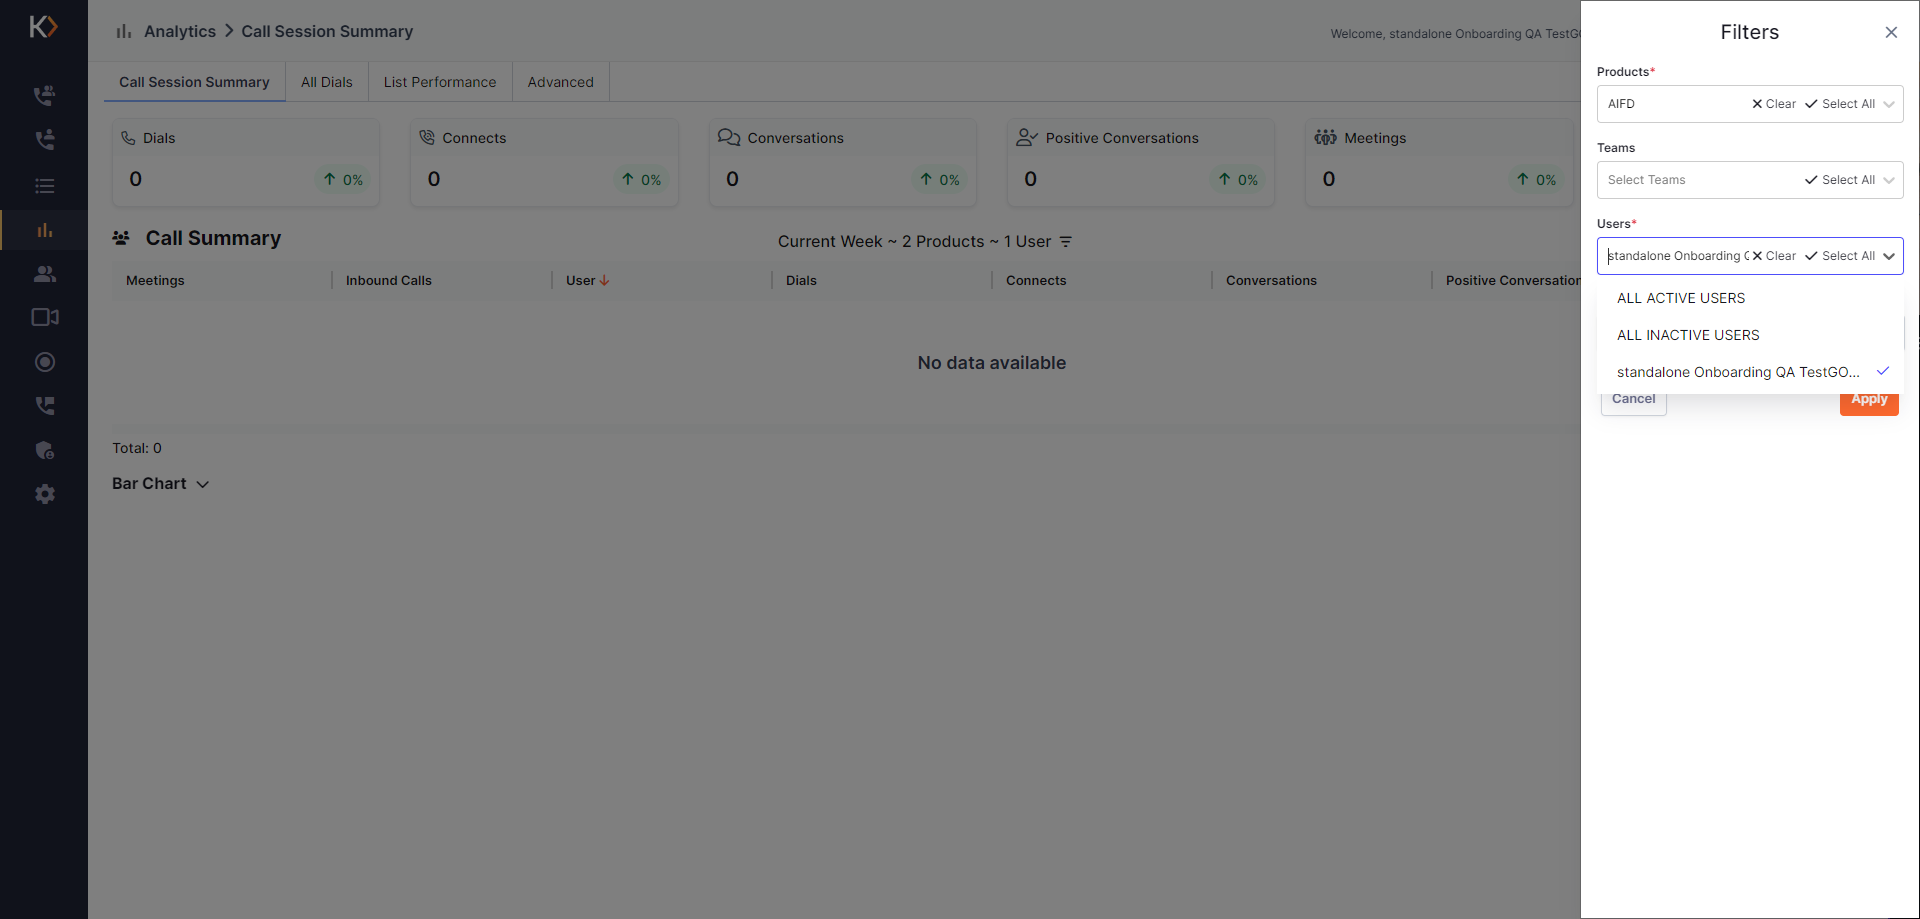 Analytics > Call Session Summary
Welcome, standalone Onboarding QA TestGO
Call Session Summary
All Dials
List Performance
Advanced
Dials
0
0%
Connects
0
0%
Conversations
0
0%
Positive Conversations
0
0%
Meetings
0
0%
Call Summary
Current Week ~ 2 Products ~ 1 User
Meetings
Inbound Calls
User
Dials
Connects
Conversations
Positive Conversation
No data available
Total: 0
Bar Chart
Filters
Products*
AIFD
Clear
Select All
Teams
Select Teams
Select All
Users*
standalone Onboarding
Clear
Select All
ALL ACTIVE USERS
ALL INACTIVE USERS
standalone Onboarding QA TestGO...
Cancel
Apply